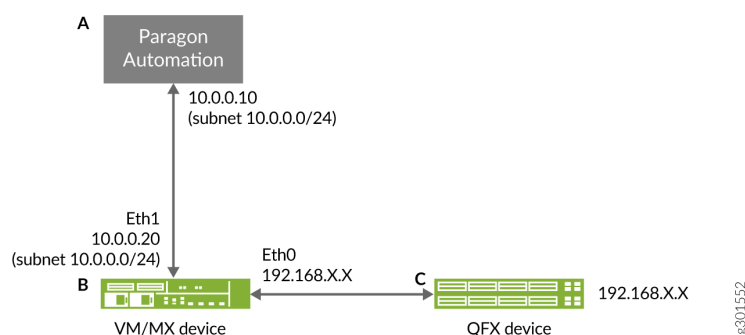 A
Paragon
Automation
10.0.0.10
(subnet 10.0.0.0/24)
Eth1
10.0.0.20
(subnet 10.0.0.0/24)
Eth0
192.168.X.X
B
C
192.168.X.X
VM/MX device
QFX device
g301552